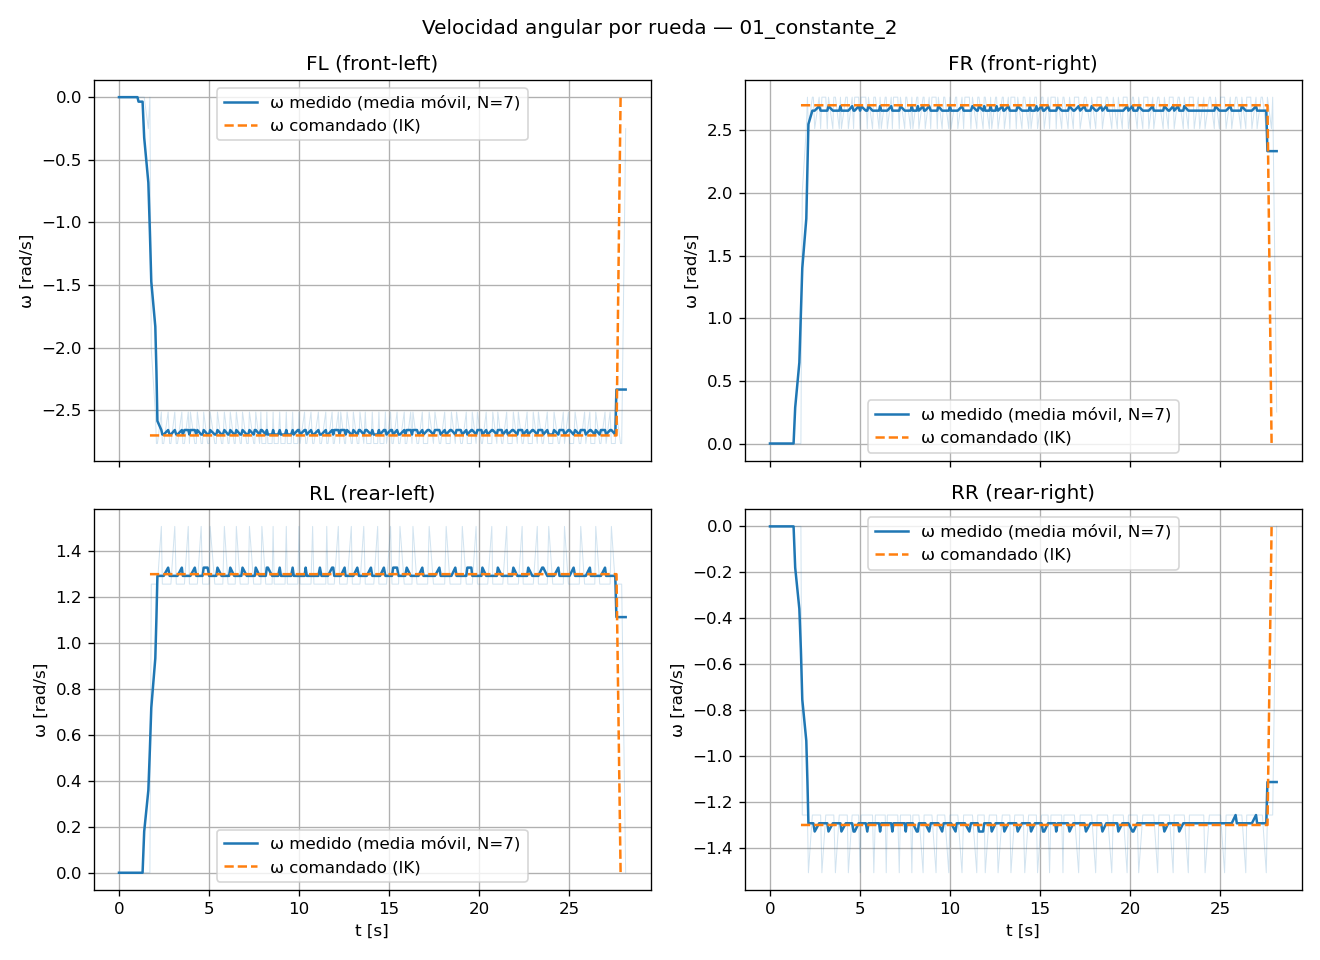 Velocidad angular por rueda — 01_constante_2
FL (front-left)
ω medido (media móvil, N=7)
ω comandado (IK)
0.0
−0.5
−1.0
−1.5
−2.0
−2.5
ω [rad/s]
FR (front-right)
2.5
2.0
1.5
1.0
0.5
0.0
ω [rad/s]
ω medido (media móvil, N=7)
ω comandado (IK)
RL (rear-left)
1.4
1.2
1.0
0.8
0.6
0.4
0.2
0.0
ω [rad/s]
ω medido (media móvil, N=7)
ω comandado (IK)
0 5 10 15 20 25
t [s]
RR (rear-right)
ω medido (media móvil, N=7)
ω comandado (IK)
0.0
−0.2
−0.4
−0.6
−0.8
−1.0
−1.2
−1.4
ω [rad/s]
0 5 10 15 20 25
t [s]